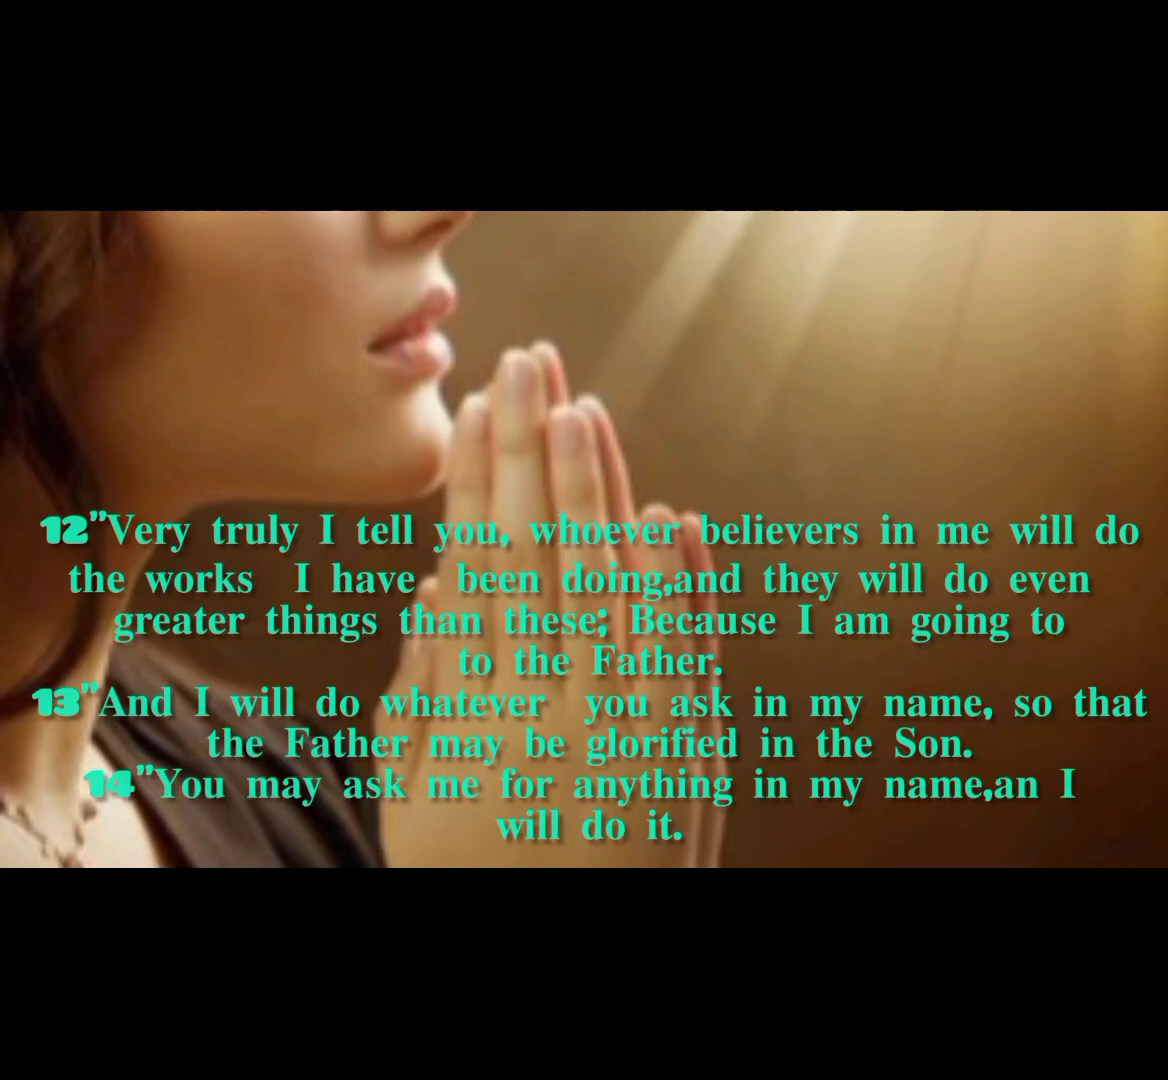 12"Very truly I tell you, whoever believers in me will do
the works I have been doing,and they will do even
greater things than these; Because I am going to
to the Father.
13"And I will do whatever you ask in my name, so that
the Father may be glorified in the Son.
14"You may ask me for anything in my name,an I
will do it.